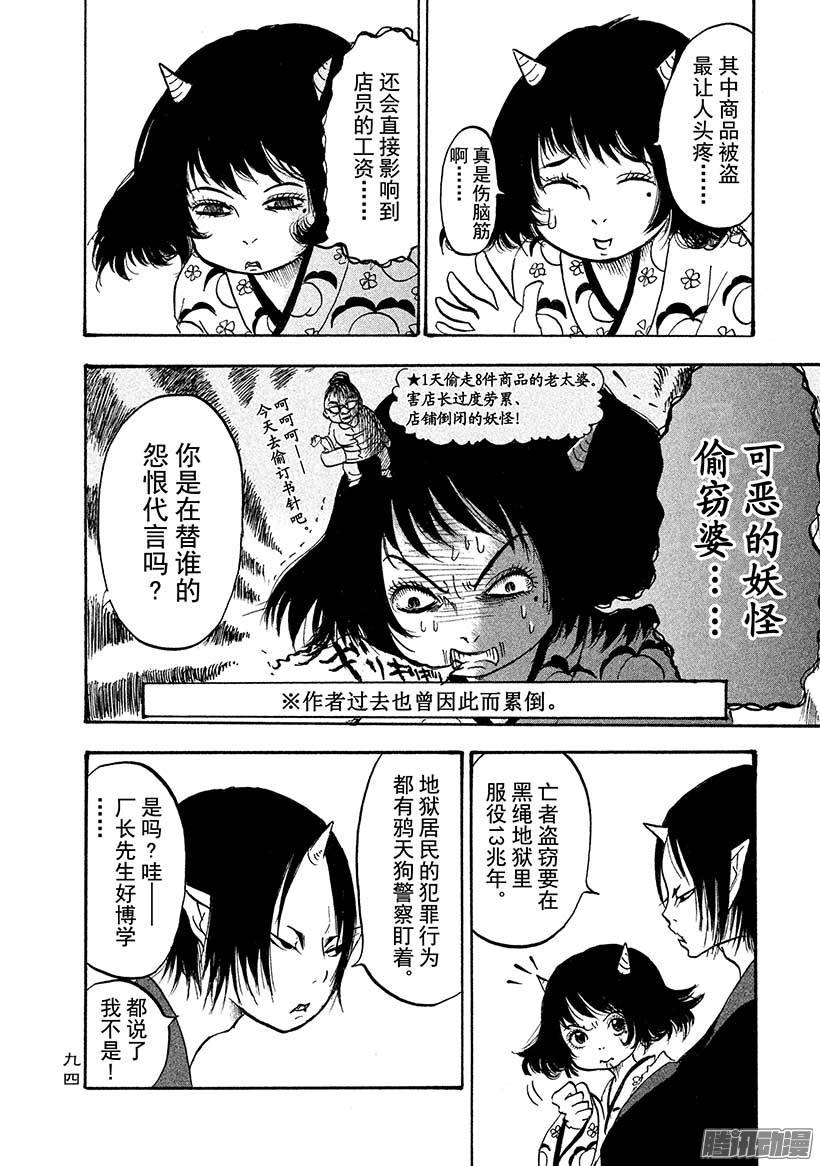 其中商品被盗
最让人头疼……
真是伤脑筋
啊……
还会直接影响到
店员的工资……
可恶的妖怪
偷窃婆……
★1天偷走8件商品的老太婆。
害店长过度劳累、
店铺倒闭的妖怪!
呵呵呵——
今天去偷订书针吧。
你是在替谁的
怨恨代言吗?
ギリギリ
※作者过去也曾因此而累倒。
亡者盗窃要在
黑绳地狱里
服役13兆年。
地狱居民的犯罪行为
都有鸦天狗警察盯着。
是吗?哇——
厂长先生好博学
……
都说了
我不是!
九四
腾讯动漫